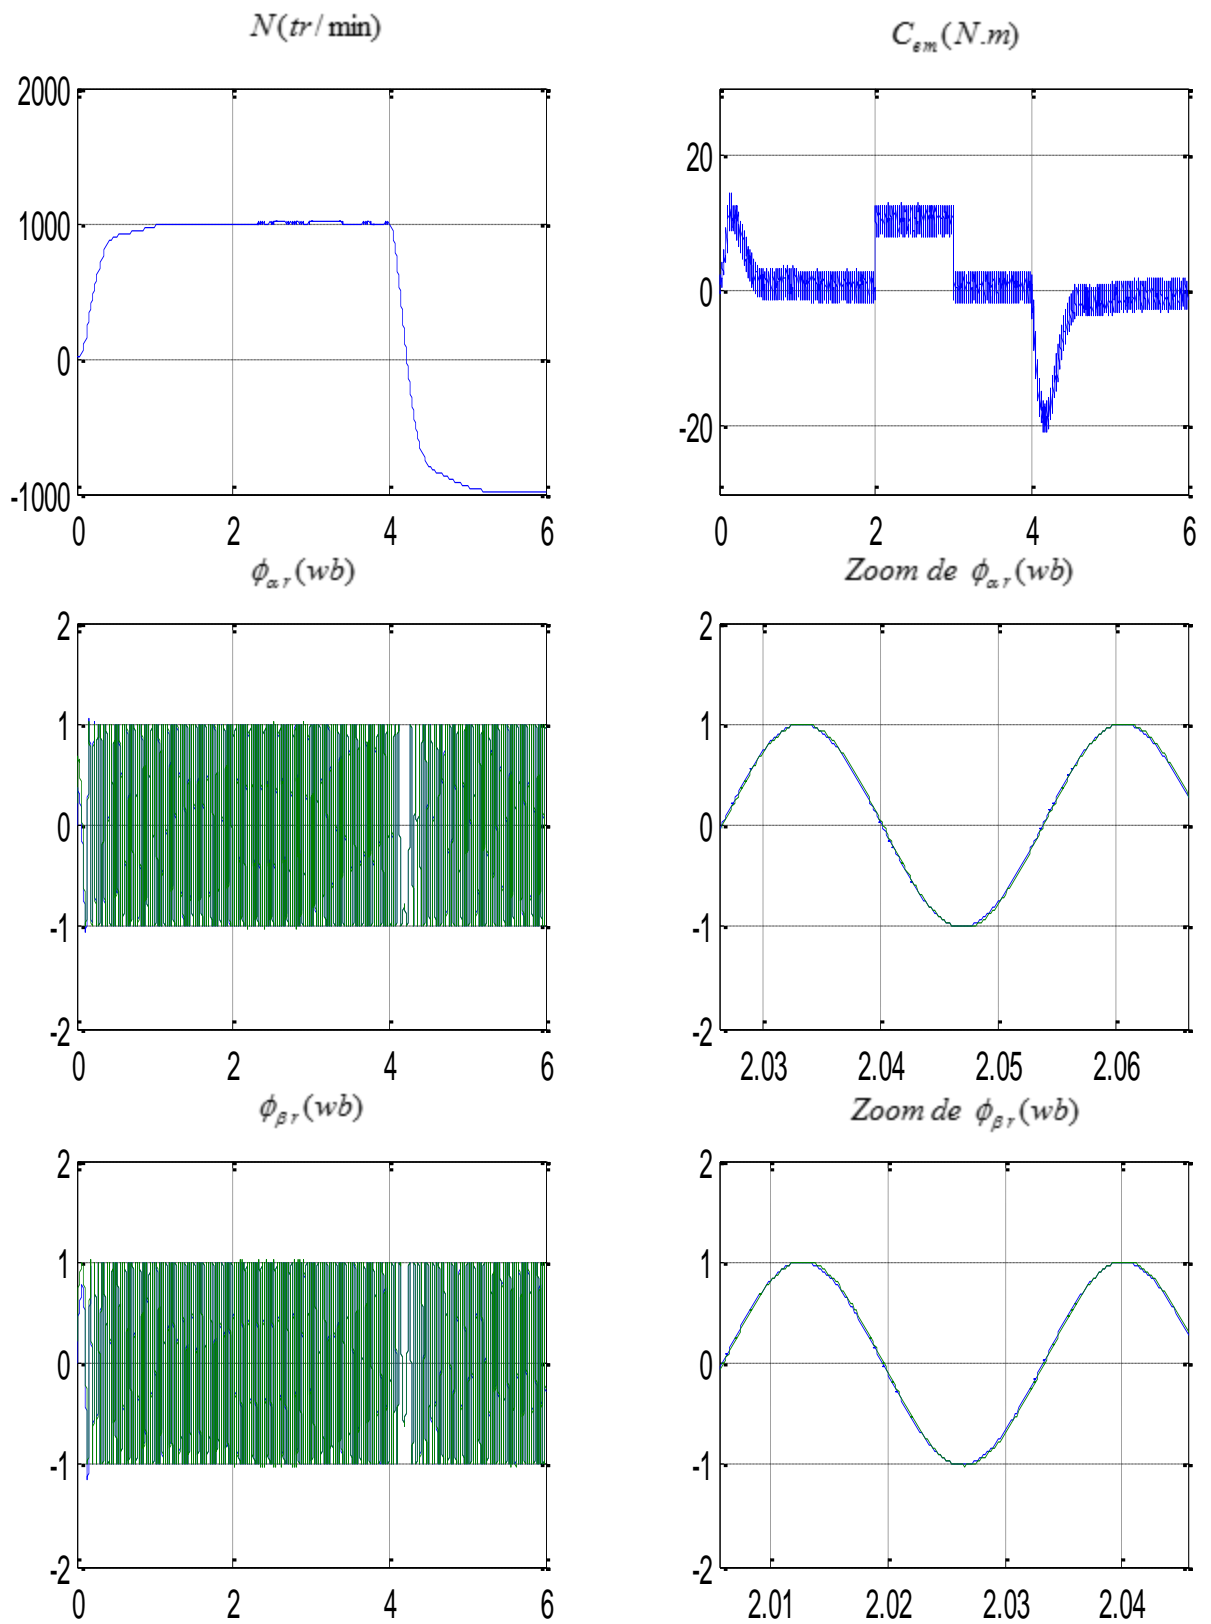 N(tr/min)
2000
1000
0
-1000
0 2 4 6
C_em(N.m)
20
0
-20
0 2 4 6
ϕ_αr(wb)
2
1
0
-1
-2
0 2 4 6
Zoom de ϕ_αr(wb)
2
1
0
-1
-2
2.03 2.04 2.05 2.06
ϕ_βr(wb)
2
1
0
-1
-2
0 2 4 6
Zoom de ϕ_βr(wb)
2
1
0
-1
-2
2.01 2.02 2.03 2.04